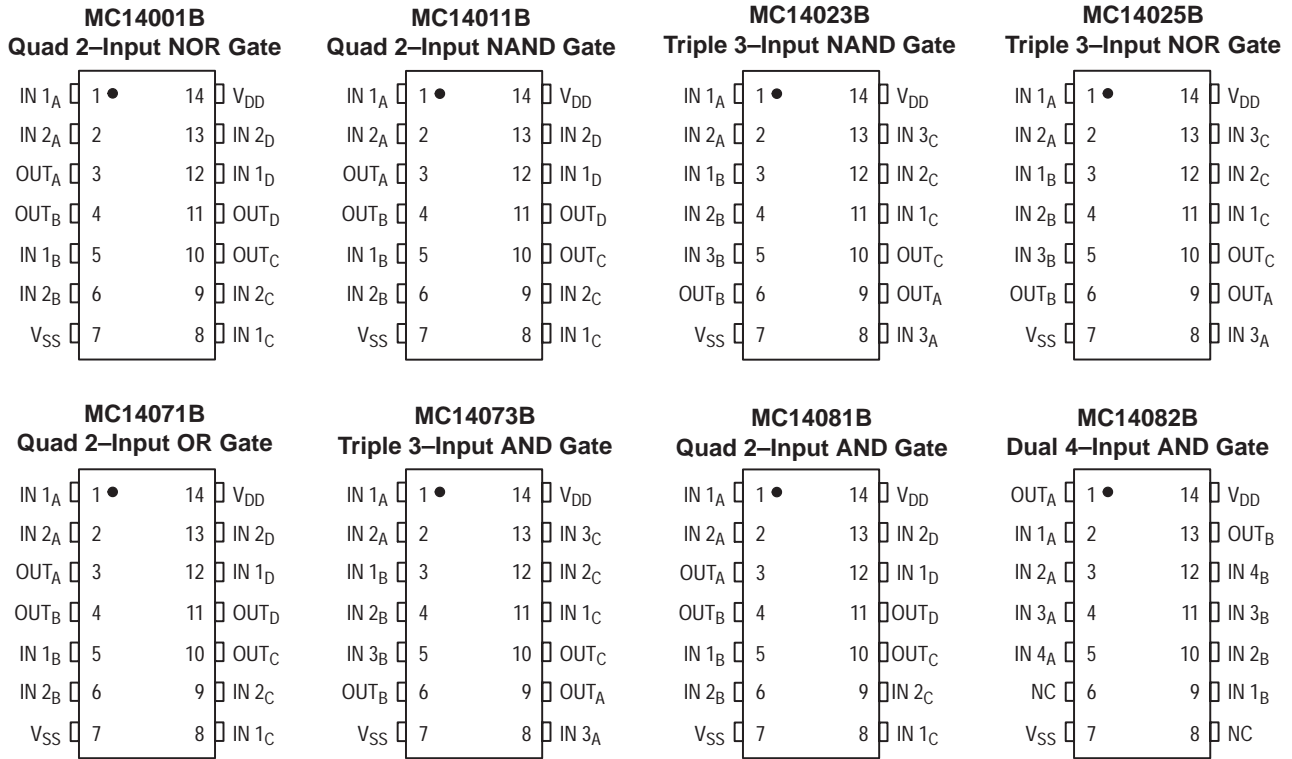 MC14001B
Quad 2–Input NOR Gate
IN 1A 1 14 VDD
IN 2A 2 13 IN 2D
OUTA 3 12 IN 1D
OUTB 4 11 OUTD
IN 1B 5 10 OUTC
IN 2B 6 9 IN 2C
VSS 7 8 IN 1C
MC14011B
Quad 2–Input NAND Gate
IN 1A 1 14 VDD
IN 2A 2 13 IN 2D
OUTA 3 12 IN 1D
OUTB 4 11 OUTD
IN 1B 5 10 OUTC
IN 2B 6 9 IN 2C
VSS 7 8 IN 1C
MC14023B
Triple 3–Input NAND Gate
IN 1A 1 14 VDD
IN 2A 2 13 IN 3C
IN 1B 3 12 IN 2C
IN 2B 4 11 IN 1C
IN 3B 5 10 OUTC
OUTB 6 9 OUTA
VSS 7 8 IN 3A
MC14025B
Triple 3–Input NOR Gate
IN 1A 1 14 VDD
IN 2A 2 13 IN 3C
IN 1B 3 12 IN 2C
IN 2B 4 11 IN 1C
IN 3B 5 10 OUTC
OUTB 6 9 OUTA
VSS 7 8 IN 3A
MC14071B
Quad 2–Input OR Gate
IN 1A 1 14 VDD
IN 2A 2 13 IN 2D
OUTA 3 12 IN 1D
OUTB 4 11 OUTD
IN 1B 5 10 OUTC
IN 2B 6 9 IN 2C
VSS 7 8 IN 1C
MC14073B
Triple 3–Input AND Gate
IN 1A 1 14 VDD
IN 2A 2 13 IN 3C
IN 1B 3 12 IN 2C
IN 2B 4 11 IN 1C
IN 3B 5 10 OUTC
OUTB 6 9 OUTA
VSS 7 8 IN 3A
MC14081B
Quad 2–Input AND Gate
IN 1A 1 14 VDD
IN 2A 2 13 IN 2D
OUTA 3 12 IN 1D
OUTB 4 11 OUTD
IN 1B 5 10 OUTC
IN 2B 6 9 IN 2C
VSS 7 8 IN 1C
MC14082B
Dual 4–Input AND Gate
OUTA 1 14 VDD
IN 1A 2 13 OUTB
IN 2A 3 12 IN 4B
IN 3A 4 11 IN 3B
IN 4A 5 10 IN 2B
NC 6 9 IN 1B
VSS 7 8 NC